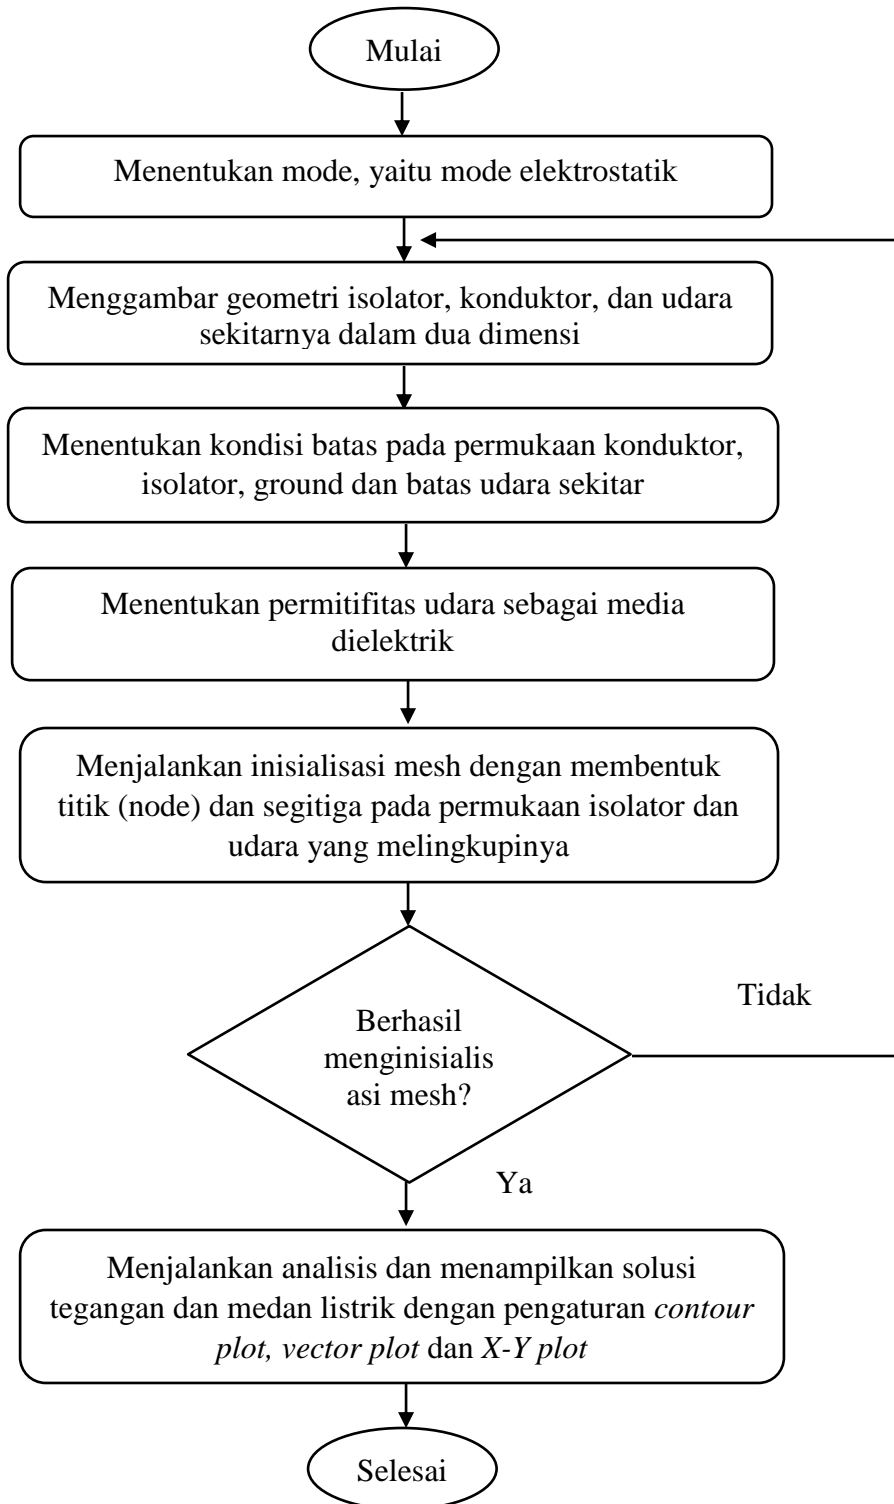 Mulai
Menentukan mode, yaitu mode elektrostatik
Menggambar geometri isolator, konduktor, dan udara
sekitarnya dalam dua dimensi
Menentukan kondisi batas pada permukaan konduktor,
isolator, ground dan batas udara sekitar
Menentukan permitifitas udara sebagai media
dielektrik
Menjalankan inisialisasi mesh dengan membentuk
titik (node) dan segitiga pada permukaan isolator dan
udara yang melingkupinya
Tidak
Berhasil
menginisialis
asi mesh?
Ya
Menjalankan analisis dan menampilkan solusi
tegangan dan medan listrik dengan pengaturan contour
plot, vector plot dan X-Y plot
Selesai